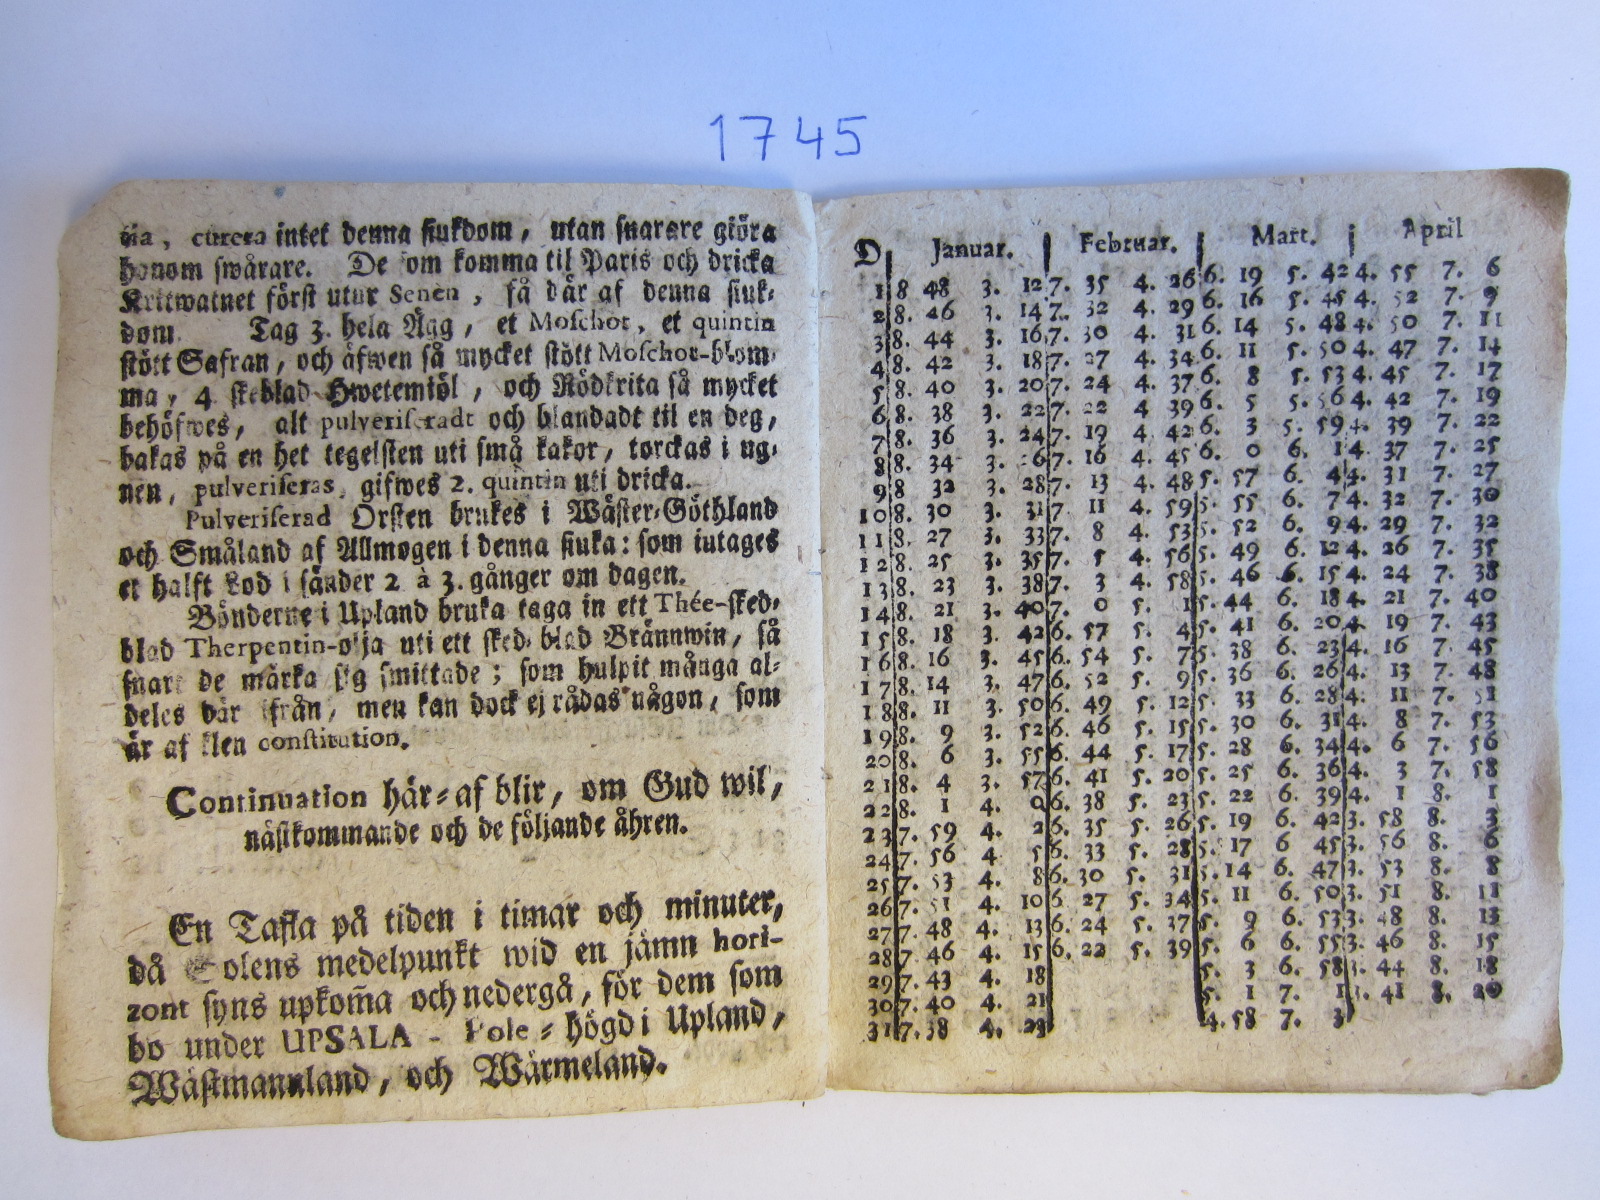 1745
tia, curera intet denna siukdom, utan snarare giöra
honom swårare. De som komma til Paris och dricka
Krittwatnet först utur Senen, få där af denna siuk-
dom. Tag 3. hela Ägg, et Moschot, et quintin
stött Safran, och äfwen så mycket stött Moschot-blom-
ma, 4 skeblad Hwetemiöl, och Rödkrita så mycket
behöfwes, alt pulveriseradt och blandadt til en deg,
bakas på en het tegelsten uti små kakor, torckas i ug-
nen, pulveriseras, gifwes 2. quintin uti dricka.
Pulveriserad Orsten brukes i Wäster-Göthland
och Småland af Allmogen i denna siuka: som intages
et halft Lod i sänder 2 à 3. gånger om dagen.
Bönderne i Upland bruka taga in ett Thée-sked-
blad Therpentin-olja uti ett sked-blad Brännwin, så
snart de märka sig smittade; som hulpit många al-
deles där ifrån, men kan dock ej rådas någon, som
är af klen constitution.
Continuation här-af blir, om Gud wil,
nästkommande och de följande åhren.
En Tafla på tiden i timar och minuter,
då Solens medelpunkt wid en jämn hori-
zont syns upkom̃a och nedergå, för dem som
bo under UPSALA - Pole-högd i Upland,
Wästmannland, och Wärmeland.
D Januar. Februar. Mart. April
1 8 48 3. 12 7. 35 4. 26 6. 19 5. 42 4. 55 7. 6
2 8. 46 3. 14 7. 32 4. 29 6. 16 5. 45 4. 52 7. 9
3 8. 44 3. 16 7. 30 4. 31 6. 14 5. 48 4. 50 7. 11
4 8. 42 3. 18 7. 27 4. 34 6. 11 5. 50 4. 47 7. 14
5 8. 40 3. 20 7. 24 4. 37 6. 8 5. 53 4. 45 7. 17
6 8. 38 3. 22 7. 22 4 39 6. 5 5. 56 4. 42 7. 19
7 8. 36 3. 24 7. 19 4. 42 6. 3 5. 59 4. 39 7. 22
8 8. 34 3. 26 7. 16 4. 45 6. 0 6. 1 4. 37 7. 25
9 8 32 3. 28 7. 13 4. 48 5. 57 6. 4 4. 31 7. 27
10 8. 30 3. 31 7. 11 4. 59 5. 55 6. 7 4. 32 7. 30
11 8. 27 3. 33 7. 8 4. 53 5. 52 6. 9 4. 29 7. 32
12 8. 25 3. 35 7. 5 4. 56 5. 49 6. 12 4. 26 7. 35
13 8. 23 3. 38 7. 3 4. 58 5. 46 6. 15 4. 24 7. 38
14 8. 21 3. 40 7. 0 5. 1 5. 44 6. 18 4. 21 7. 40
15 8. 18 3. 42 6. 57 5. 4 5. 41 6. 20 4. 19 7. 43
16 8. 16 3. 45 6. 54 5. 7 5. 38 6. 23 4. 16 7. 45
17 8. 14 3. 47 6. 52 5. 9 5. 36 6. 26 4. 13 7. 48
18 8. 11 3. 50 6. 49 5. 12 5. 33 6. 28 4. 11 7. 51
19 8. 9 3. 52 6. 46 5. 15 5. 30 6. 31 4. 8 7. 53
20 8. 6 3. 55 6. 44 5. 17 5. 28 6. 34 4. 6 7. 56
21 8. 4 3. 57 6. 41 5. 20 5. 25 6. 36 4. 3 7. 58
22 8. 1 4. 0 6. 38 5. 23 5. 22 6. 39 4. 1 8. 1
23 7. 59 4. 2 6. 35 5. 26 5. 19 6. 42 3. 58 8. 3
24 7. 56 4 5 6. 33 5. 28 5. 17 6 45 3. 56 8. 6
25 7. 53 4. 8 6. 30 5. 31 5. 14 6. 47 3. 53 8. 8
26 7. 51 4. 10 6 27 5. 34 5. 11 6. 50 3. 51 8. 11
27 7. 48 4. 13 6. 24 5. 37 5. 9 6. 53 3. 48 8. 13
28 7. 46 4. 15 6. 22 5. 39 5. 6 6. 55 3. 46 8. 15
29 7. 43 4. 18 5. 3 6. 58 3. 44 8. 18
30 7. 40 4. 21 5. 1 7. 1 3. 41 8. 20
31 7. 38 4. 23 4. 58 7. 3